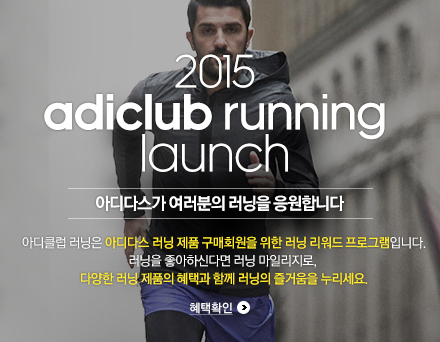 2015
adiclub running
launch
아디다스가 여러분의 러닝을 응원합니다
아디클럽 러닝은 아디다스 러닝 제품 구매회원을 위한 러닝 리워드 프로그램입니다.
러닝을 좋아하신다면 러닝 마일리지로,
다양한 러닝 제품의 혜택과 함께 러닝의 즐거움을 누리세요.
혜택확인